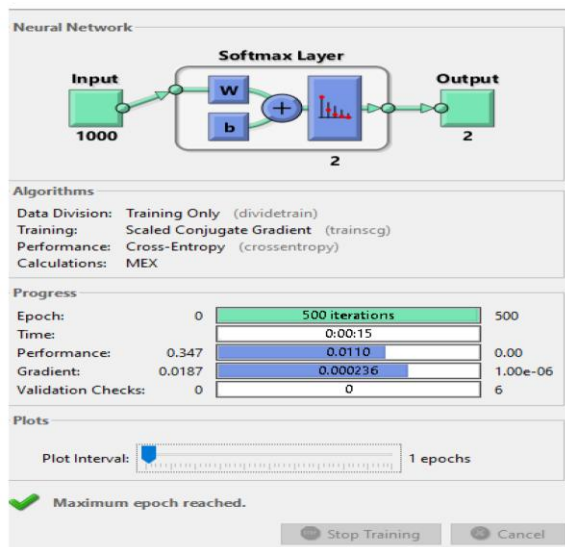 Neural Network
Softmax Layer
Input
W
b
+
Output
1000
2
2
Algorithms
Data Division: Training Only (dividetrain)
Training: Scaled Conjugate Gradient (trainscg)
Performance: Cross-Entropy (crossentropy)
Calculations: MEX
Progress
Epoch: 0 500 iterations 500
Time: 0:00:15
Performance: 0.347 0.0110 0.00
Gradient: 0.0187 0.000236 1.00e-06
Validation Checks: 0 0 6
Plots
Plot Interval: 1 epochs
Maximum epoch reached.
Stop Training Cancel